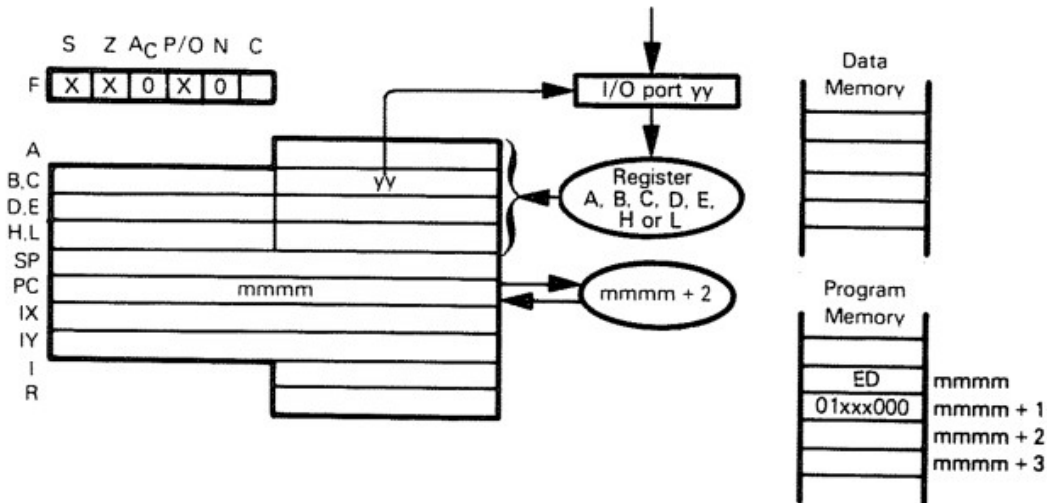 S Z AC P/O N C
F X X 0 X 0
I/O port yy
Data
Memory
A
B,C yy
D,E
H,L
SP
PC mmmm
IX
IY
I
R
Register
A, B, C, D, E,
H or L
mmmm + 2
Program
Memory
ED mmmm
01xxx000 mmmm + 1
mmmm + 2
mmmm + 3